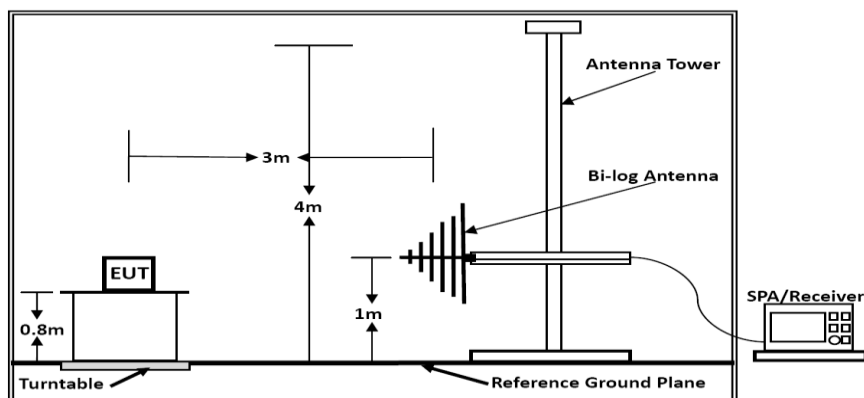 Antenna Tower
3m
Bi-log Antenna
4m
EUT
SPA/Receiver
0.8m
1m
Turntable
Reference Ground Plane